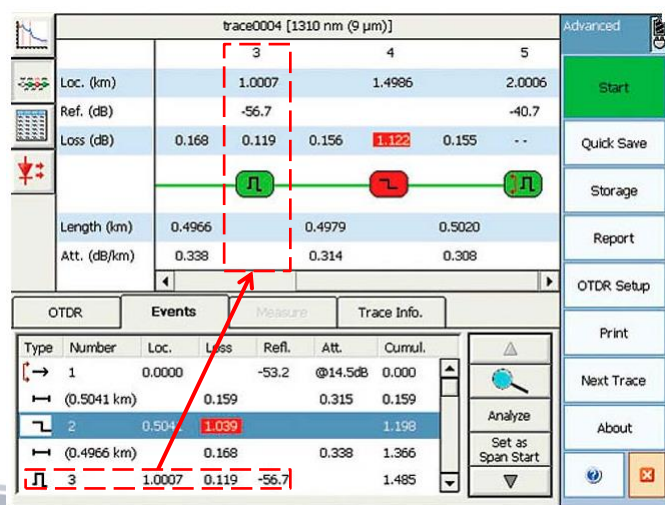 trace0004 [1310 nm (9 µm)]
Advanced
3 4 5
Loc. (km) 1.0007 1.4986 2.0006
Ref. (dB) -56.7 -40.7
Loss (dB) 0.168 0.119 0.156 1.122 0.155 - -
Length (km) 0.4966 0.4979 0.5020
Att. (dB/km) 0.338 0.314 0.308
Start
Quick Save
Storage
Report
OTDR Setup
Print
Next Trace
About
OTDR Events Measure Trace Info.
Type Number Loc. Loss Refl. Att. Cumul.
1 0.0000 -53.2 @14.5dB 0.000
(0.5041 km) 0.159 0.315 0.159
2 0.5041 1.039 1.198
(0.4966 km) 0.168 0.338 1.366
3 1.0007 0.119 -56.7 1.485
Analyze
Set as
Span Start